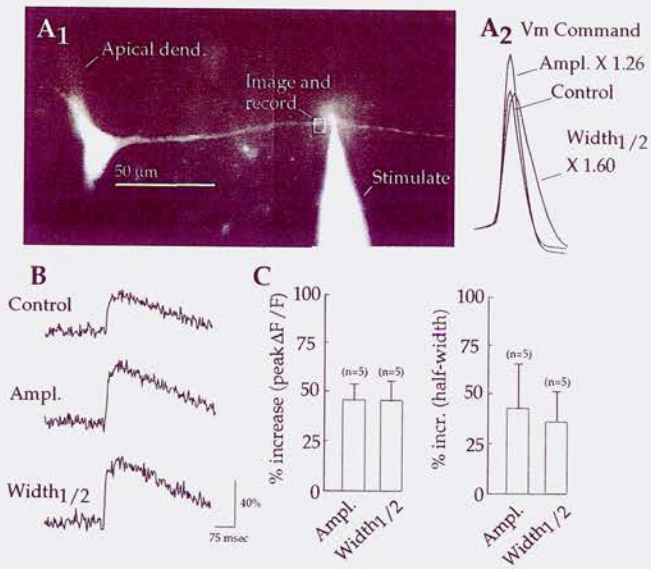 A1
Apical dend.
Image and
record
50 µm
Stimulate
A2 Vm Command
Ampl. X 1.26
Control
Width1/2
X 1.60
B
Control
Ampl.
Width1/2
40%
75 msec
C
% increase (peak ΔF /F)
100
75
50
25
0
(n=5)
(n=5)
Ampl.
Width1/2
% incr. (half-width)
100
75
50
25
0
(n=5)
(n=5)
Ampl.
Width1/2